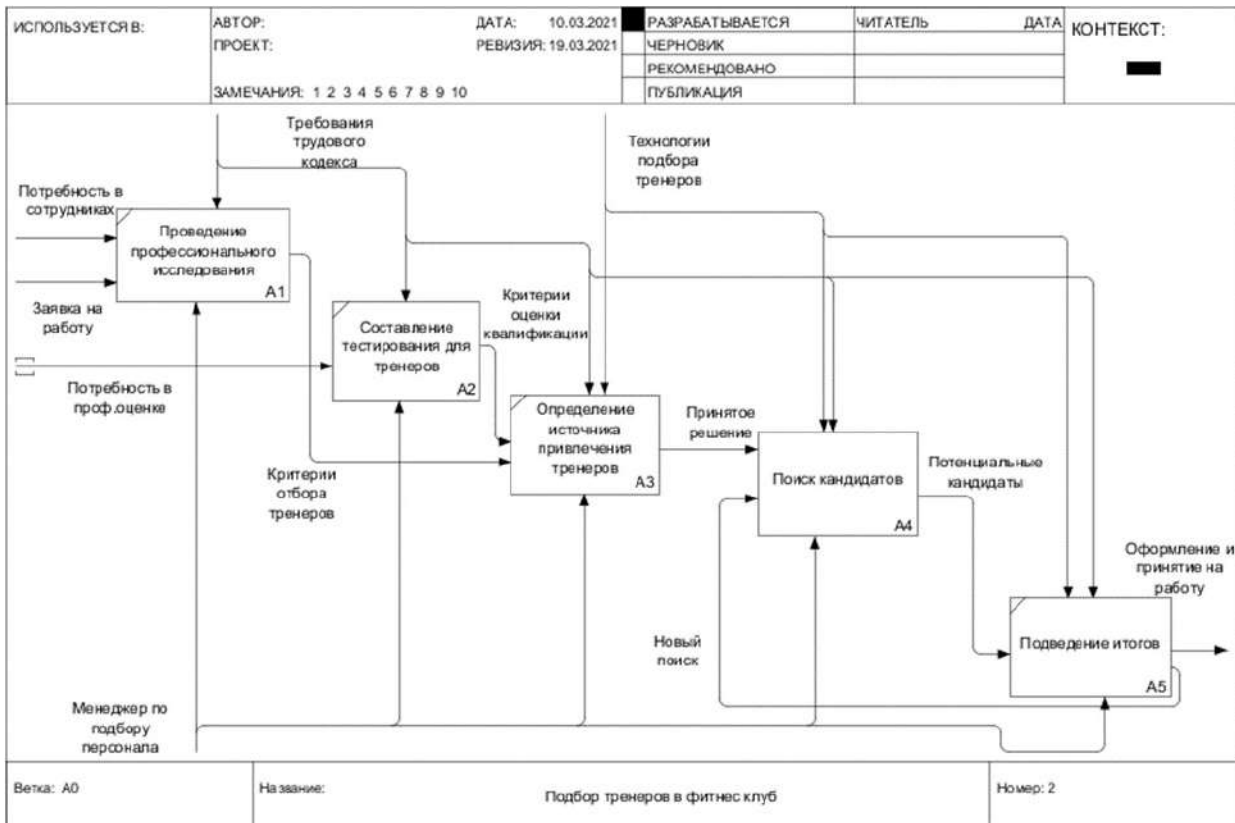 ИСПОЛЬЗУЕТСЯ В:
АВТОР:
ДАТА: 10.03.2021
ПРОЕКТ:
РЕВИЗИЯ: 19.03.2021
ЗАМЕЧАНИЯ: 1 2 3 4 5 6 7 8 9 10
РАЗРАБАТЫВАЕТСЯ
ЧЕРНОВИК
РЕКОМЕНДОВАНО
ПУБЛИКАЦИЯ
ЧИТАТЕЛЬ
ДАТА
КОНТЕКСТ:
Требования
трудового
кодекса
Технологии
подбора
тренеров
Потребность в
сотрудниках
Проведение
профессионального
исследования
A1
Заявка на
работу
Критерии
оценки
квалификации
Составление
тестирования для
тренеров
A2
Потребность в
проф.оценке
Определение
источника
привлечения
тренеров
A3
Принятое
решение
Критерии
отбора
тренеров
Поиск кандидатов
A4
Потенциальные
кандидаты
Оформление и
принятие на
работу
Новый
поиск
Подведение итогов
A5
Менеджер по
подбору
персонала
Ветка: A0
Название:
Подбор тренеров в фитнес клуб
Номер: 2